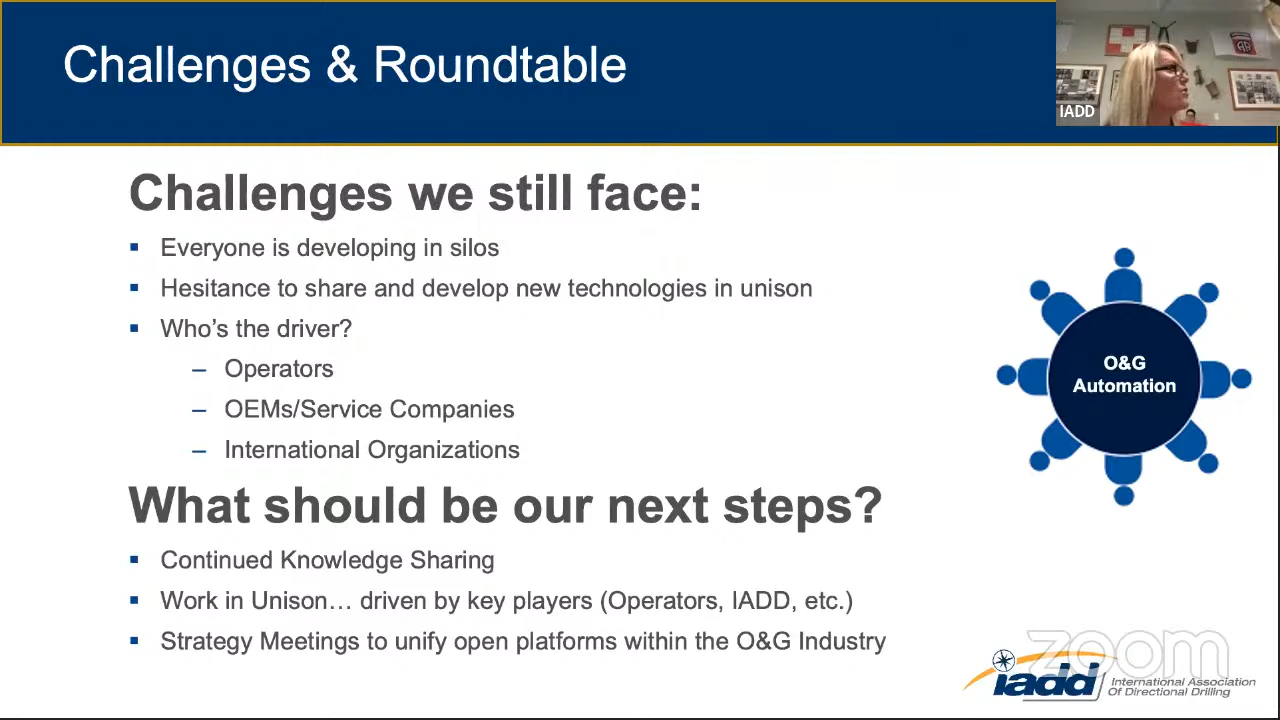 Challenges & Roundtable
IADD
Challenges we still face:
Everyone is developing in silos
Hesitance to share and develop new technologies in unison
Who's the driver?
– Operators
– OEMs/Service Companies
– International Organizations
O&G
Automation
What should be our next steps?
Continued Knowledge Sharing
Work in Unison… driven by key players (Operators, IADD, etc.)
Strategy Meetings to unify open platforms within the O&G Industry
zoom
iadd
International Association
Of Directional Drilling